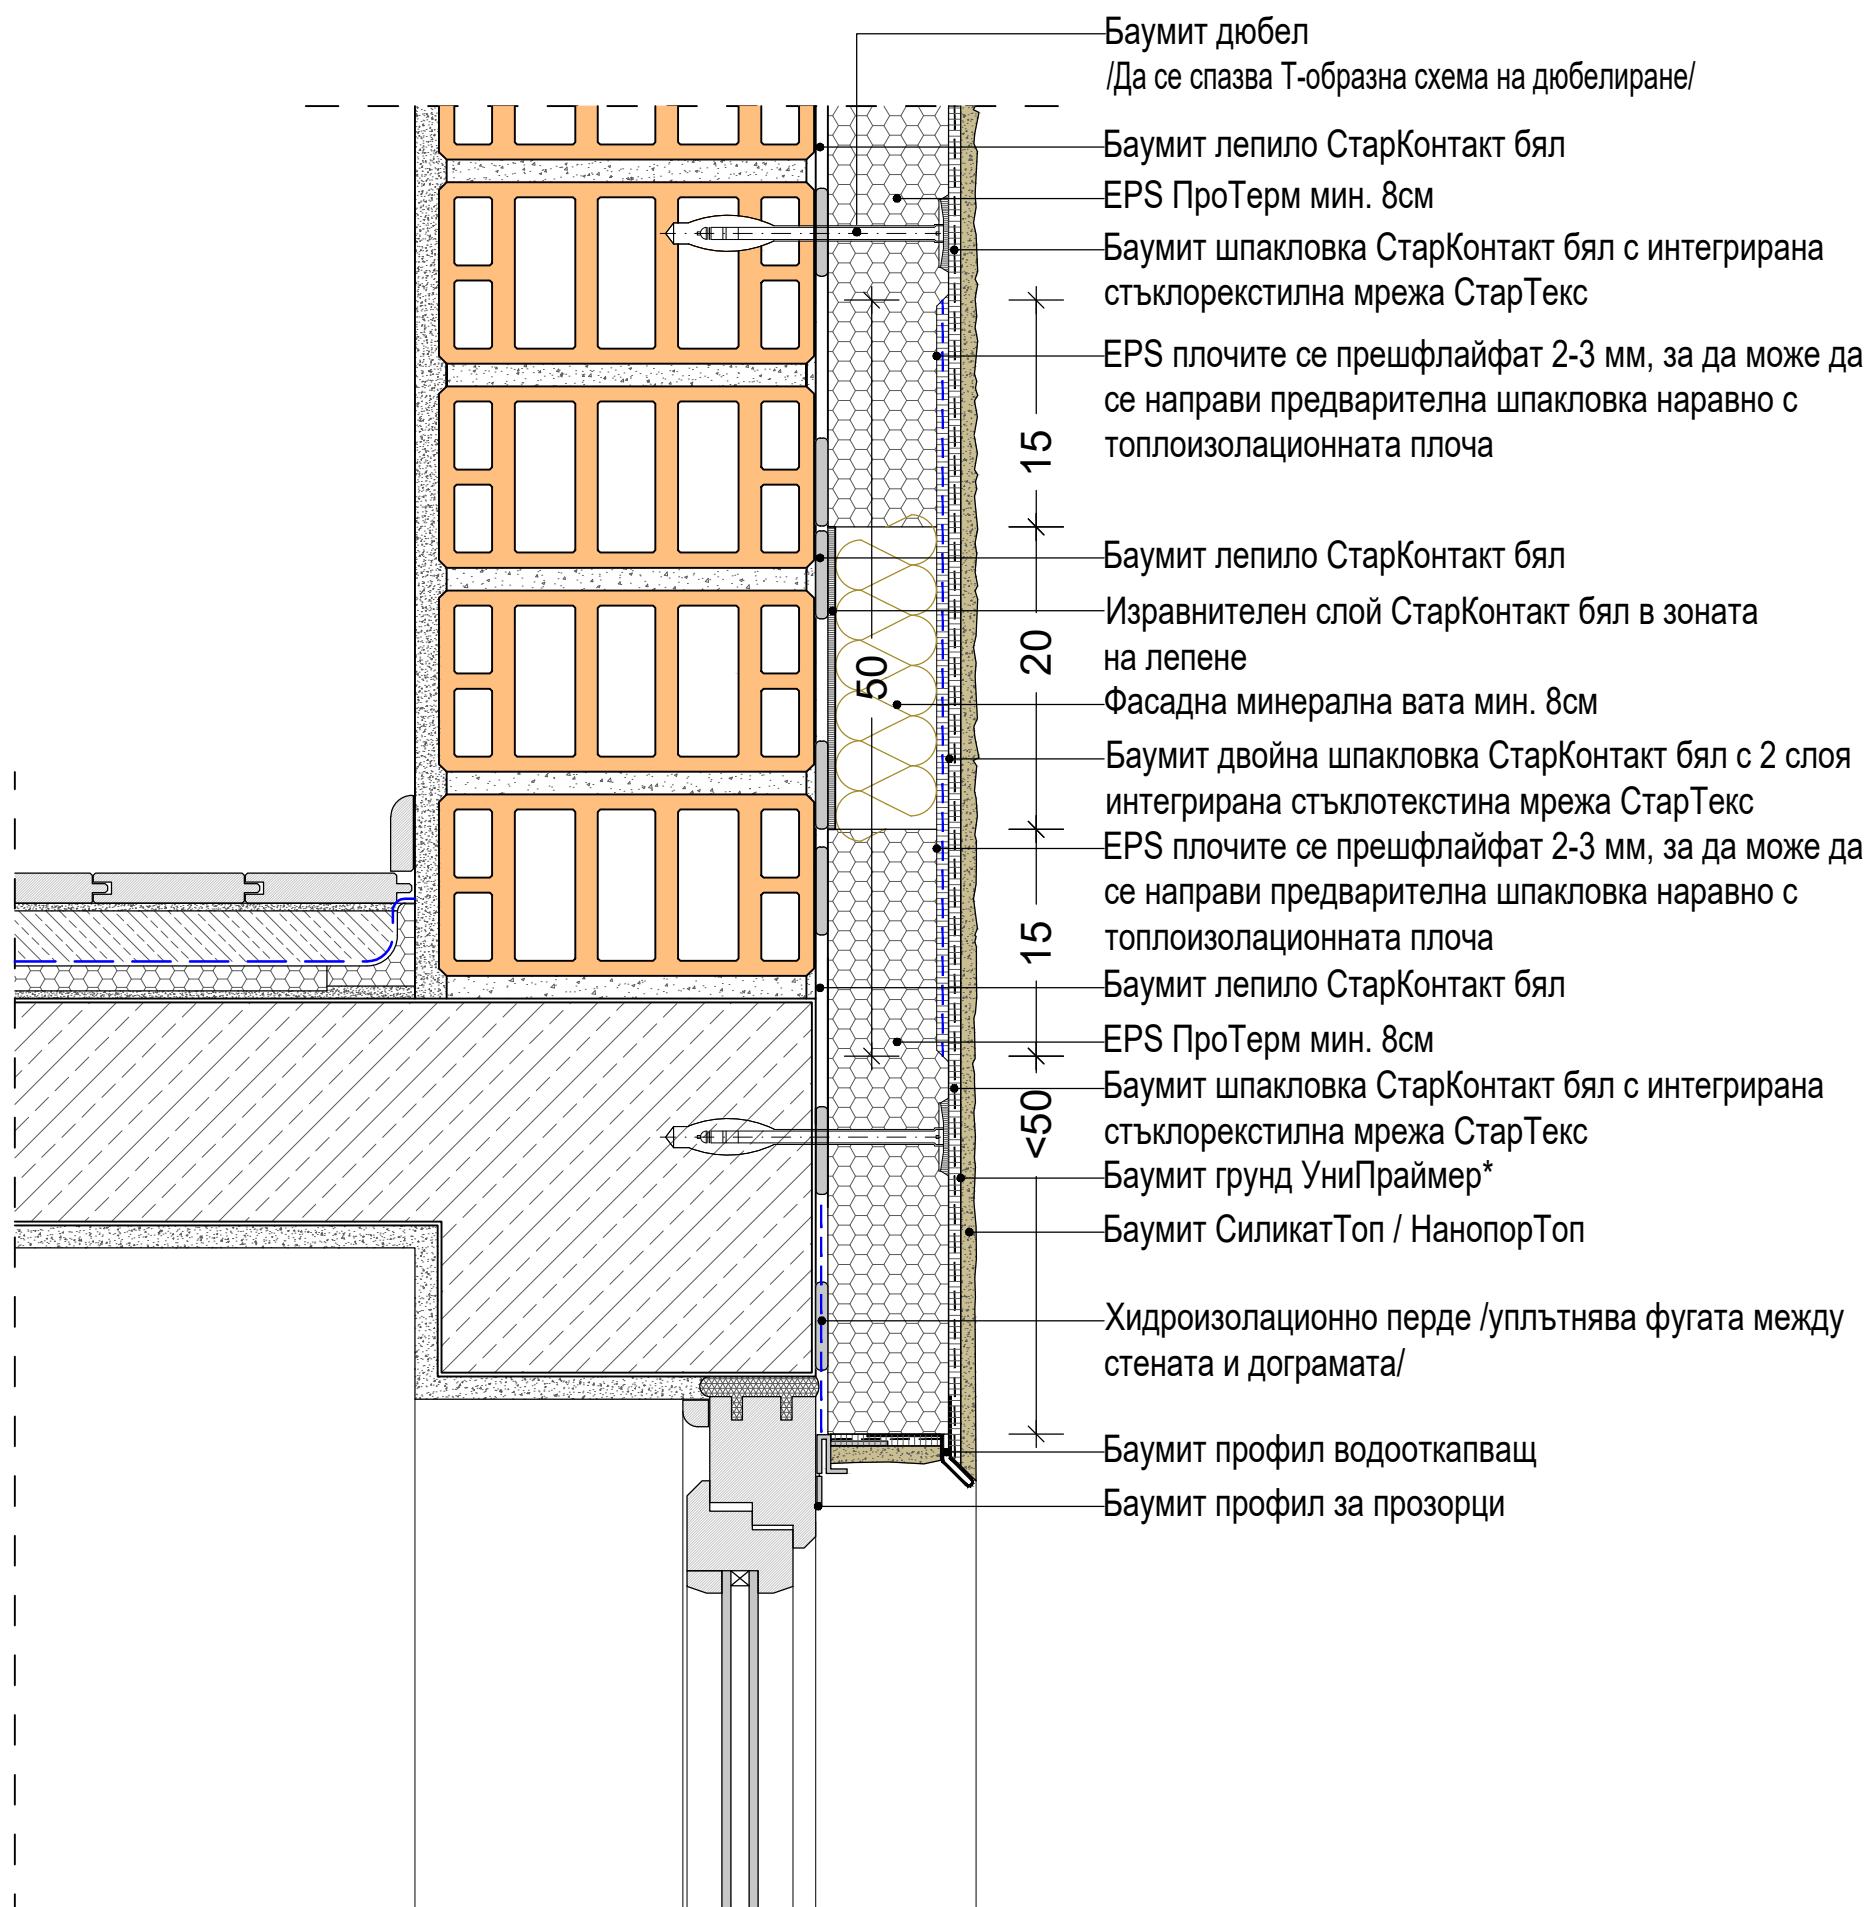 Баумит дюбел
/Да се спазва Т-образна схема на дюбелиране/
Баумит лепило СтарКонтакт бял
EPS ПроТерм мин. 8см
Баумит шпакловка СтарКонтакт бял с интегрирана
стъклорекстилна мрежа СтарТекс
EPS плочите се прешфлайфат 2-3 мм, за да може да
се направи предварителна шпакловка наравно с
топлоизолационната плоча
15
Баумит лепило СтарКонтакт бял
Изравнителен слой СтарКонтакт бял в зоната
на лепене
20
50
Фасадна минерална вата мин. 8см
Баумит двойна шпакловка СтарКонтакт бял с 2 слоя
интегрирана стъклотекстина мрежа СтарТекс
EPS плочите се прешфлайфат 2-3 мм, за да може да
се направи предварителна шпакловка наравно с
топлоизолационната плоча
15
Баумит лепило СтарКонтакт бял
EPS ПроТерм мин. 8см
Баумит шпакловка СтарКонтакт бял с интегрирана
стъклорекстилна мрежа СтарТекс
<50
Баумит грунд УниПраймер*
Баумит СиликатТоп / НанопорТоп
Хидроизолационно перде /уплътнява фугата между
стената и дограмата/
Баумит профил водооткапващ
Баумит профил за прозорци